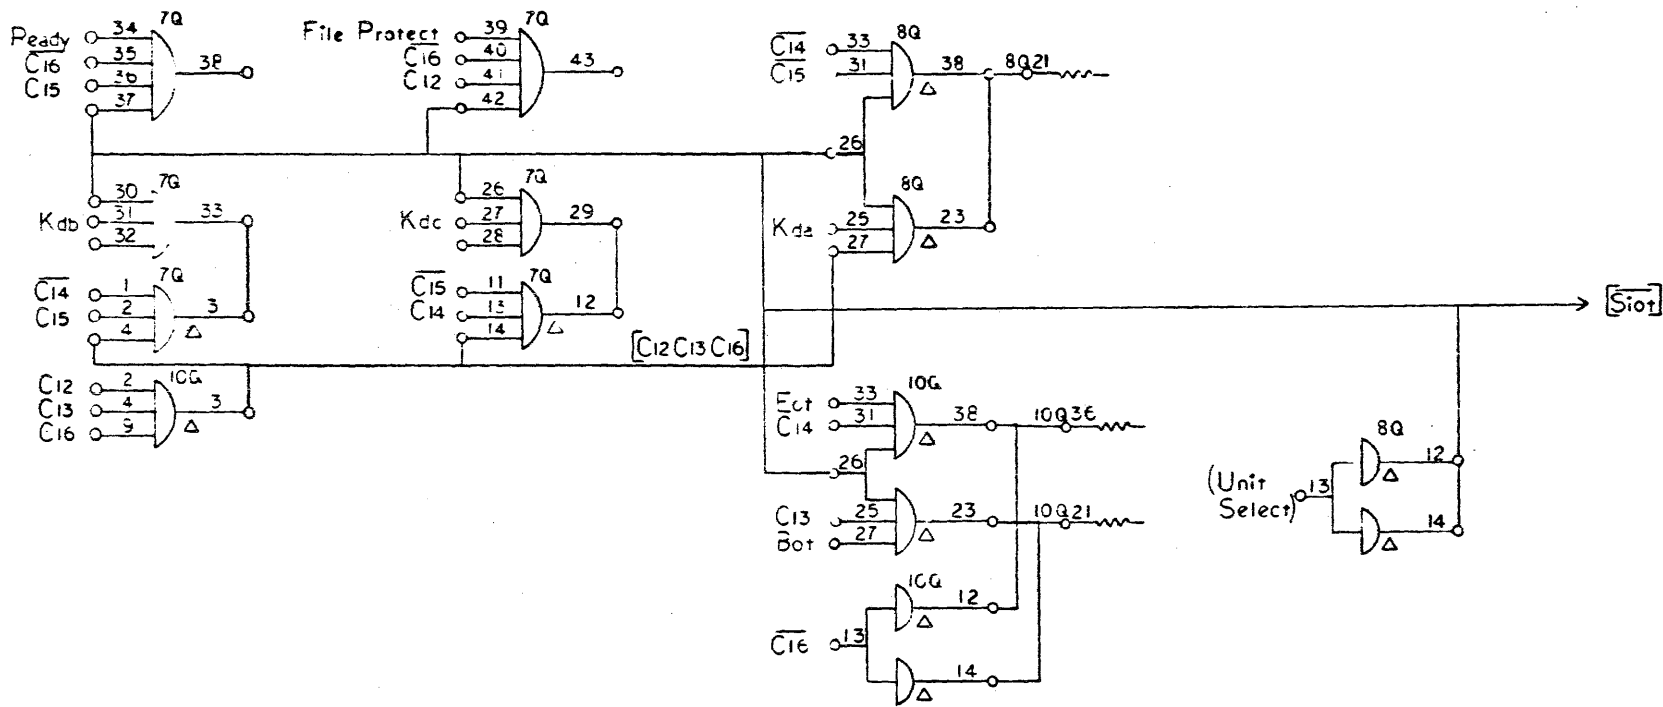 7Q
Ready 34
C16 35
C15 36
37
38
7Q
File Protect 39
C16 40
C12 41
42
43
8Q
C14 33
C15 31
38
8Q21
26
7Q
30
Kdb 31
32
33
7Q
26
Kdc 27
28
29
8Q
Kda 25
27
23
7Q
C14 1
C15 2
4
3
7Q
C15 11
C14 13
14
12
[Siot]
[C12 C13 C16]
10Q
C12 2
C13 4
C16 9
3
10Q
Eot 33
C14 31
38
10Q36
26
C13 25
Bot 27
23
10Q21
8Q
(Unit
Select) 13
12
14
10Q
12
C16 13
14